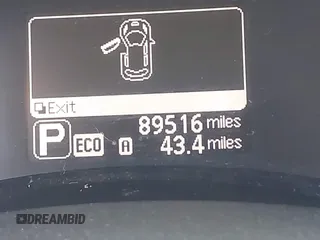 Exit
89516 miles
P ECO A 43.4 miles
DREAMBID